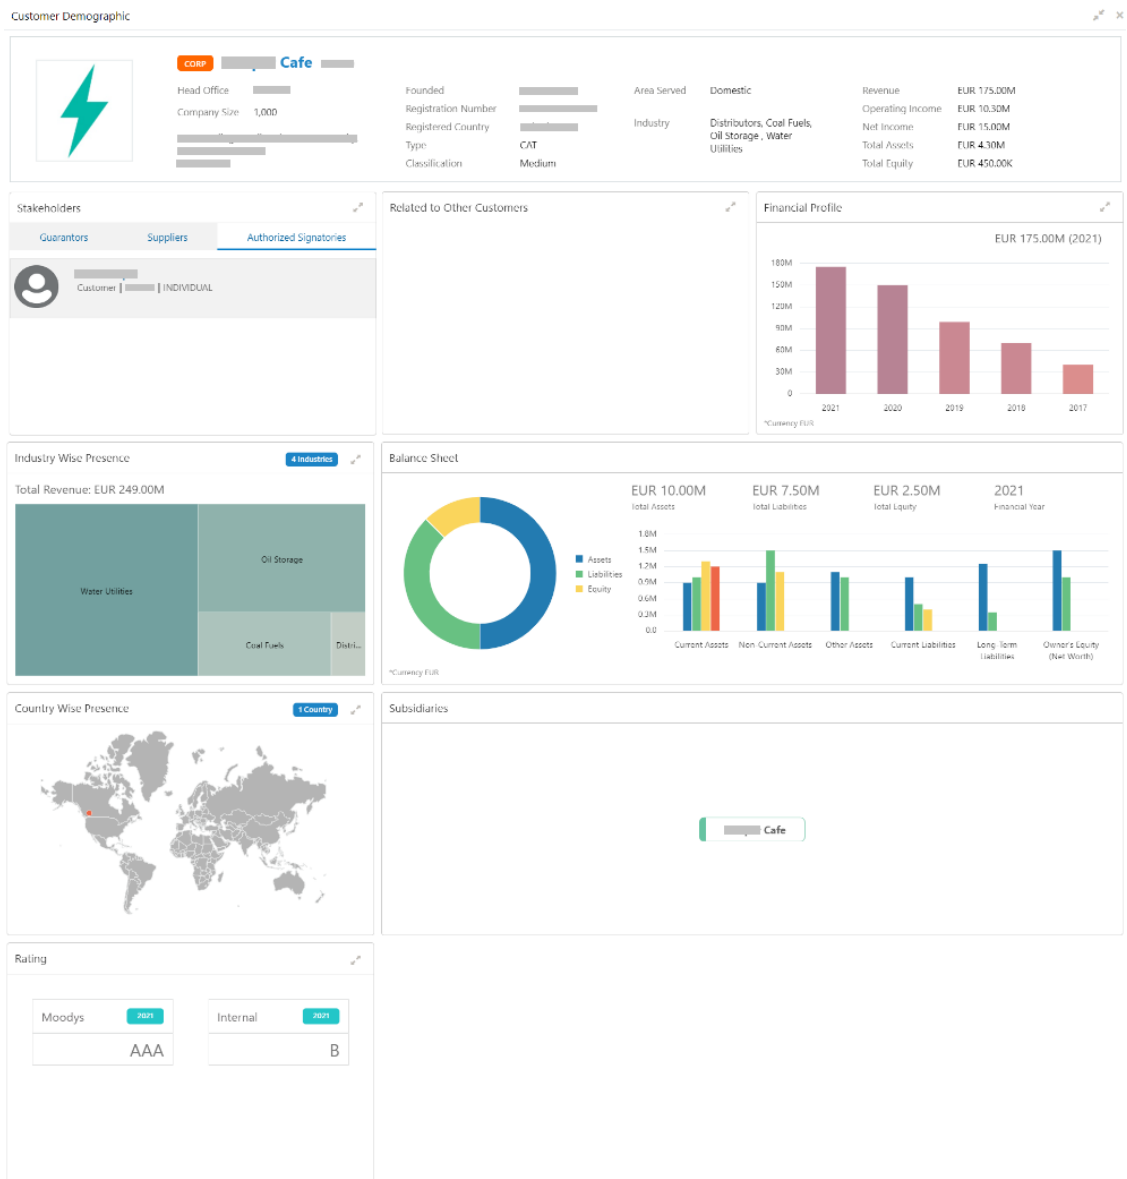 Customer Demographic
CORP Cafe
Head Office
Company Size 1,000
Founded
Registration Number
Registered Country
Type CAT
Classification Medium
Area Served Domestic
Industry Distributors, Coal Fuels,
Oil Storage , Water
Utilities
Revenue EUR 175.00M
Operating Income EUR 10.30M
Net Income EUR 15.00M
Total Assets EUR 4.30M
Total Equity EUR 450.00K
Stakeholders
Guarantors Suppliers Authorized Signatories
Customer | | INDIVIDUAL
Related to Other Customers
Financial Profile
EUR 175.00M (2021)
180M
150M
120M
90M
60M
30M
0
2021 2020 2019 2018 2017
*Currency EUR
Industry Wise Presence 4 Industries
Total Revenue: EUR 249.00M
Water Utilities
Oil Storage
Coal Fuels
Distri...
Balance Sheet
Assets
Liabilities
Equity
*Currency EUR
EUR 10.00M EUR 7.50M EUR 2.50M 2021
Total Assets Total Liabilities Total Equity Financial Year
1.8M
1.5M
1.2M
0.9M
0.6M
0.3M
0.0
Current Assets Non-Current Assets Other Assets Current Liabilities Long-Term Owner's Equity
Liabilities (Net Worth)
Country Wise Presence 1 Country
Subsidiaries
Cafe
Rating
Moodys 2021
AAA
Internal 2021
B